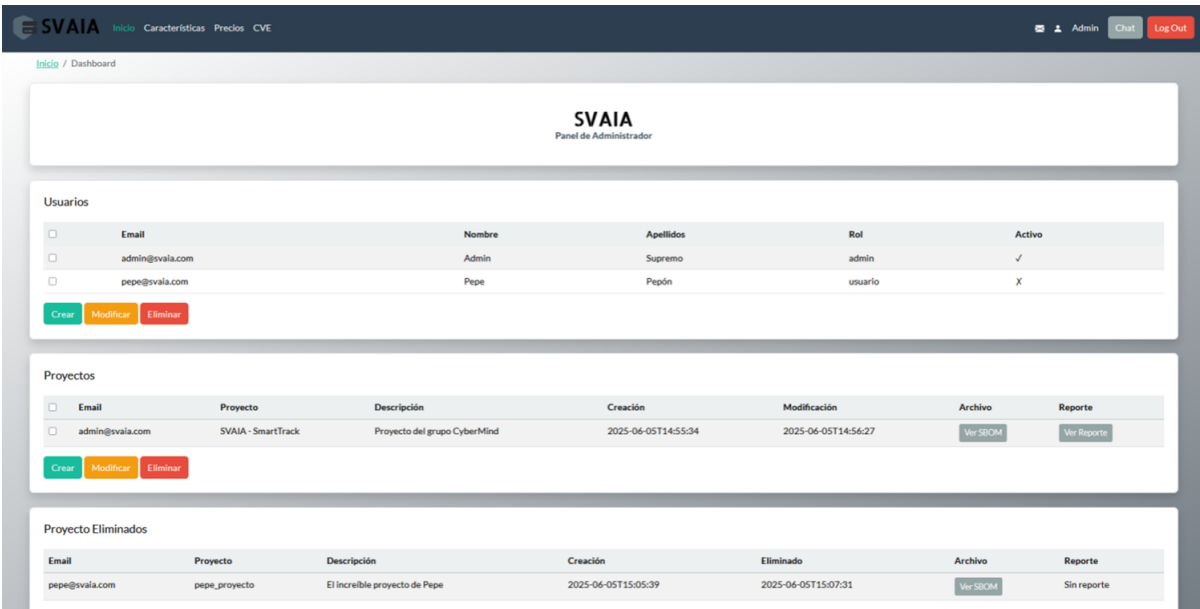 SVAIA Inicio Características Precios CVE Admin Chat Log Out
Inicio / Dashboard
SVAIA
Panel de Administrador
Usuarios
Email Nombre Apellidos Rol Activo
admin@svaia.com Admin Supremo admin ✓
pepe@svaia.com Pepe Pepón usuario X
Crear Modificar Eliminar
Proyectos
Email Proyecto Descripción Creación Modificación Archivo Reporte
admin@svaia.com SVAIA - SmartTrack Proyecto del grupo CyberMind 2025-06-05T14:55:34 2025-06-05T14:56:27 Ver SBOM Ver Reporte
Crear Modificar Eliminar
Proyecto Eliminados
Email Proyecto Descripción Creación Eliminado Archivo Reporte
pepe@svaia.com pepe_proyecto El increíble proyecto de Pepe 2025-06-05T15:05:39 2025-06-05T15:07:31 Ver SBOM Sin reporte